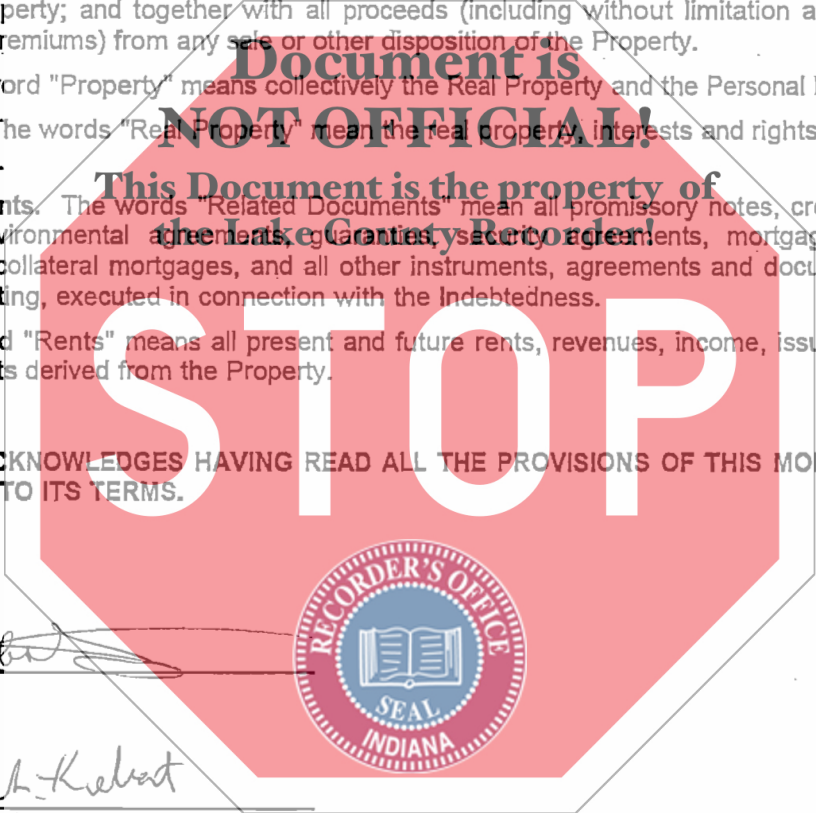 perty; and together with all proceeds (including without limitation a
remiums) from any sale or other disposition of the Property.
Document is
ord "Property" means collectively the Real Property and the Personal
NOT OFFICIAL!
he words "Real Property" mean the real property, interests and rights
This Document is the property of
nts. The words "Related Documents" mean all promissory notes, cre
the Lake County Recorder!
vironmental agreements, guaranties, security agreements, mortgag
collateral mortgages, and all other instruments, agreements and docu
ting, executed in connection with the Indebtedness.
STOP
d "Rents" means all present and future rents, revenues, income, issu
ts derived from the Property.
CKNOWLEDGES HAVING READ ALL THE PROVISIONS OF THIS MO
TO ITS TERMS.
RECORDER'S OFFICE
SEAL
INDIANA